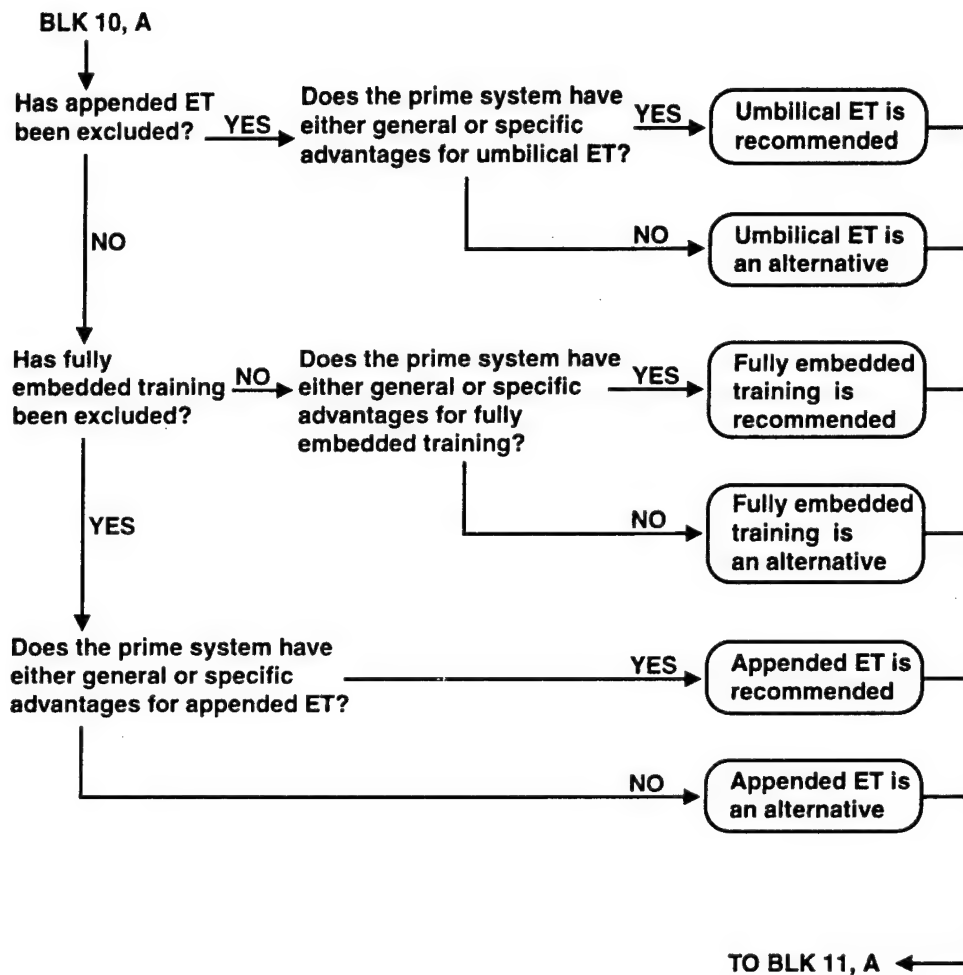 BLK 10, A
Has appended ET
been excluded?
YES
Does the prime system have
either general or specific
advantages for umbilical ET?
YES
Umbilical ET is
recommended
NO
Umbilical ET is
an alternative
NO
Has fully
embedded training
been excluded?
NO
Does the prime system have
either general or specific
advantages for fully
embedded training?
YES
Fully embedded
training is
recommended
NO
Fully embedded
training is
an alternative
YES
Does the prime system have
either general or specific
advantages for appended ET?
YES
Appended ET is
recommended
NO
Appended ET is
an alternative
TO BLK 11, A